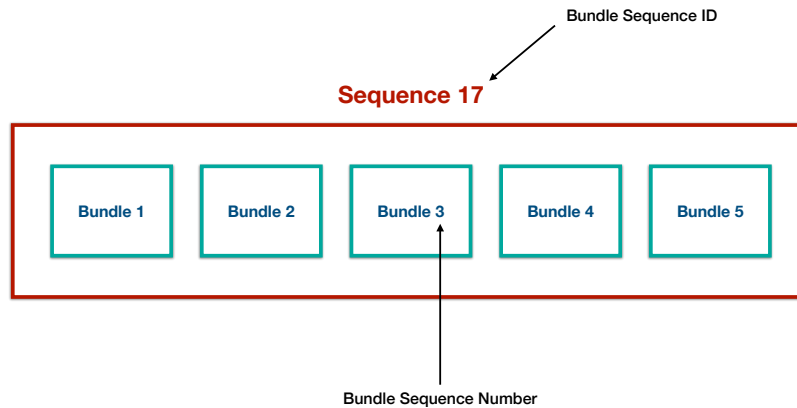 Bundle Sequence ID
Sequence 17
Bundle 1
Bundle 2
Bundle 3
Bundle 4
Bundle 5
Bundle Sequence Number